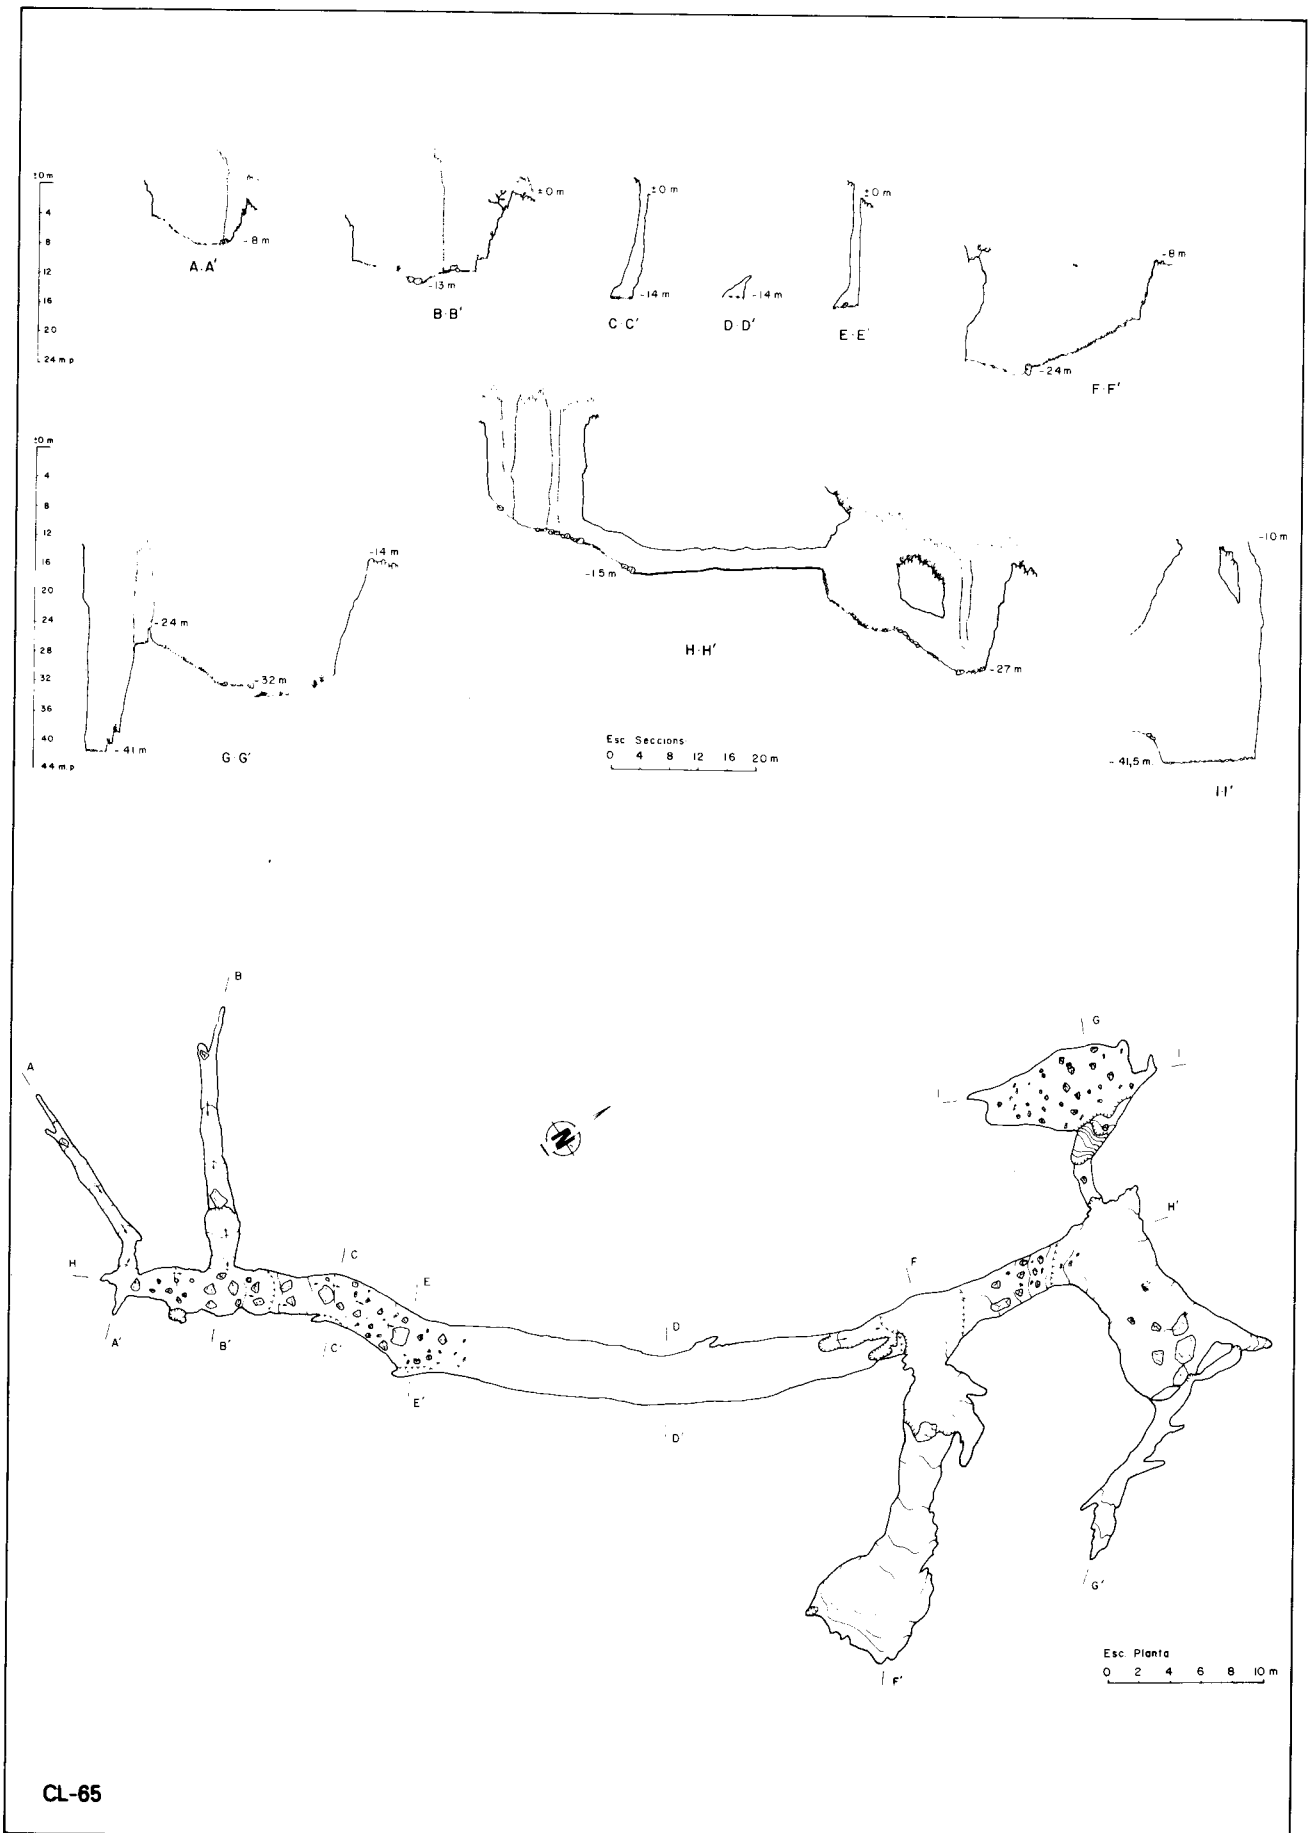 ±0 m
4
8
12
16
20
24 m.p
-8 m
A·A'
±0 m
-13 m
B·B'
±0 m
-14 m
C·C'
-14 m
D·D'
±0 m
E·E'
-8 m
-24 m
F·F'
±0 m
4
8
12
16
20
24
28
32
36
40
44 m.p
-14 m
-24 m
-32 m
-41 m
G·G'
-15 m
-27 m
H·H'
-10 m
-41,5 m.
I·I'
Esc Seccions
0 4 8 12 16 20 m
A
B
H
A'
B'
C
C'
E
E'
D
D'
N
F
F'
G
I
I
H'
G'
Esc. Planta
0 2 4 6 8 10 m
CL-65